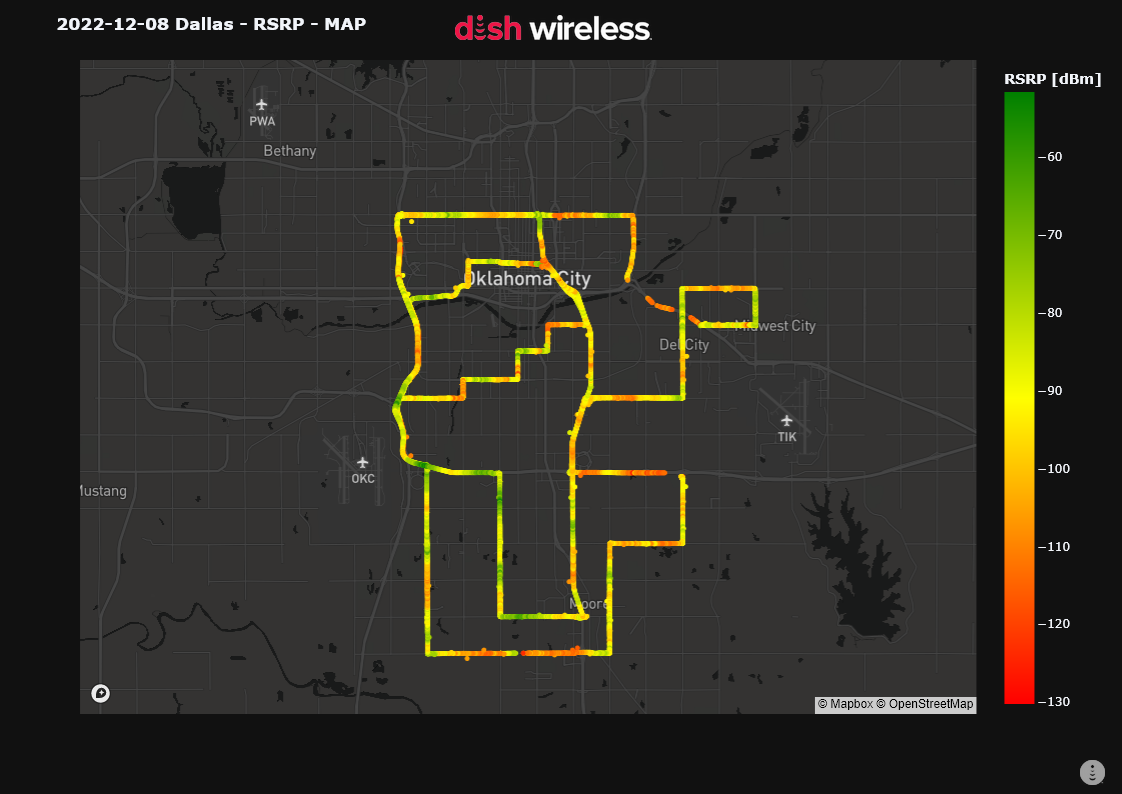 2022-12-08 Dallas - RSRP - MAP
dish wireless.
RSRP [dBm]
PWA
Bethany
−60
−70
Oklahoma City
−80
Midwest City
Del City
−90
TIK
OKC
−100
Mustang
−110
Moore
−120
−130
© Mapbox © OpenStreetMap